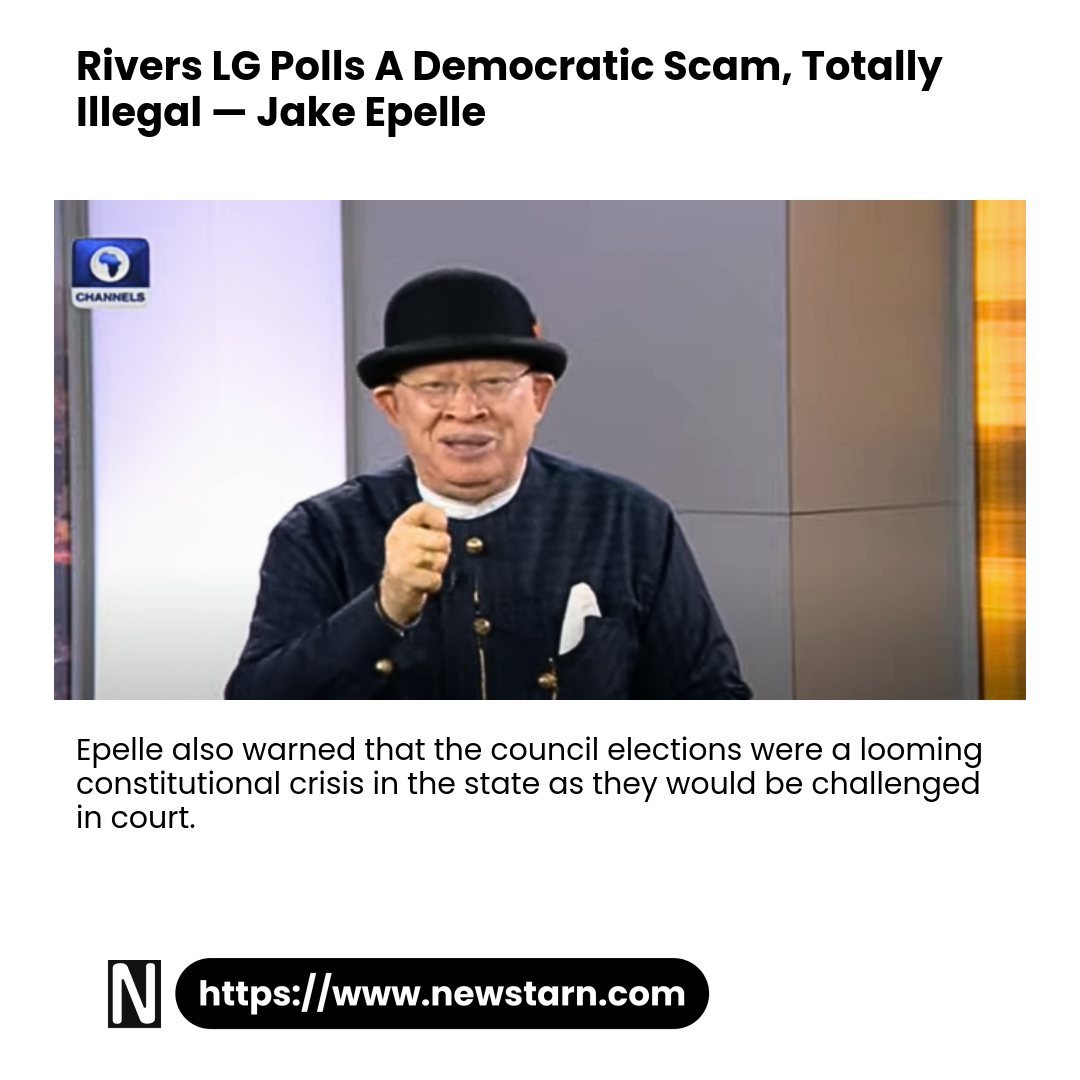 Rivers LG Polls A Democratic Scam, Totally
Illegal — Jake Epelle
CHANNELS
Epelle also warned that the council elections were a looming
constitutional crisis in the state as they would be challenged
in court.
N
https://www.newstarn.com